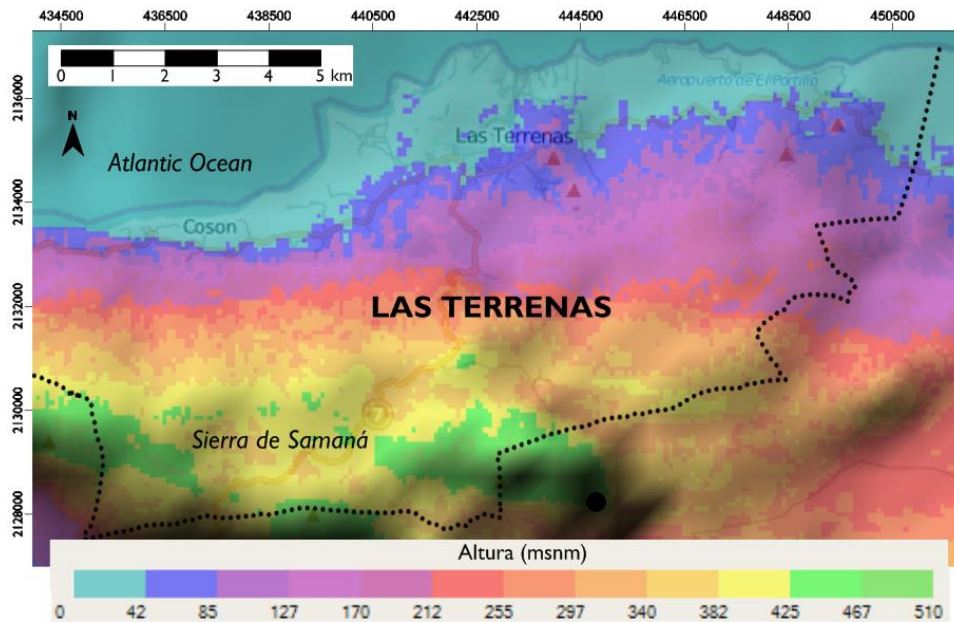 434500 436500 438500 440500 442500 444500 446500 448500 450500
0 1 2 3 4 5 km
2136000
N
Aeropuerto de El Portillo
Las Terrenas
Atlantic Ocean
2134000
Coson
2132000
LAS TERRENAS
2130000
7
Sierra de Samaná
2128000
Altura (msnm)
0 42 85 127 170 212 255 297 340 382 425 467 510